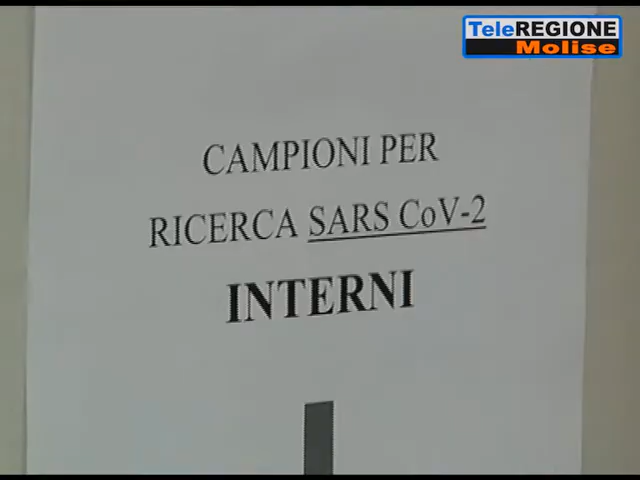 TeleREGIONE
Molise
CAMPIONI PER
RICERCA SARS CoV-2
INTERNI